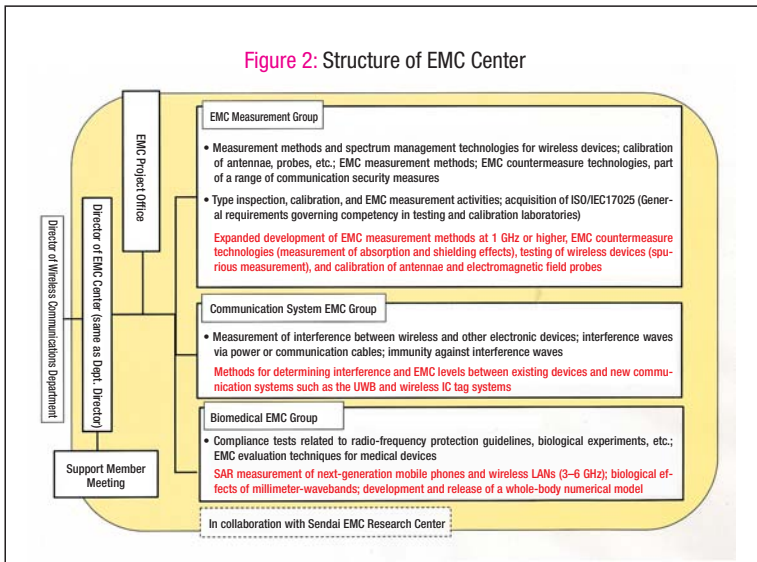 Figure 2: Structure of EMC Center
Director of Wireless Communications Department
Director of EMC Center (same as Dept. Director)
EMC Project Office
Support Member
Meeting
EMC Measurement Group
• Measurement methods and spectrum management technologies for wireless devices; calibration
of antennae, probes, etc.; EMC measurement methods; EMC countermeasure technologies, part
of a range of communication security measures
• Type inspection, calibration, and EMC measurement activities; acquisition of ISO/IEC17025 (Gener-
al requirements governing competency in testing and calibration laboratories)
Expanded development of EMC measurement methods at 1 GHz or higher, EMC countermeasure
technologies (measurement of absorption and shielding effects), testing of wireless devices (spu-
rious measurement), and calibration of antennae and electromagnetic field probes
Communication System EMC Group
• Measurement of interference between wireless and other electronic devices; interference waves
via power or communication cables; immunity against interference waves
Methods for determining interference and EMC levels between existing devices and new commu-
nication systems such as the UWB and wireless IC tag systems
Biomedical EMC Group
• Compliance tests related to radio-frequency protection guidelines, biological experiments, etc.;
EMC evaluation techniques for medical devices
SAR measurement of next-generation mobile phones and wireless LANs (3–6 GHz); biological ef-
fects of millimeter-wavebands; development and release of a whole-body numerical model
In collaboration with Sendai EMC Research Center